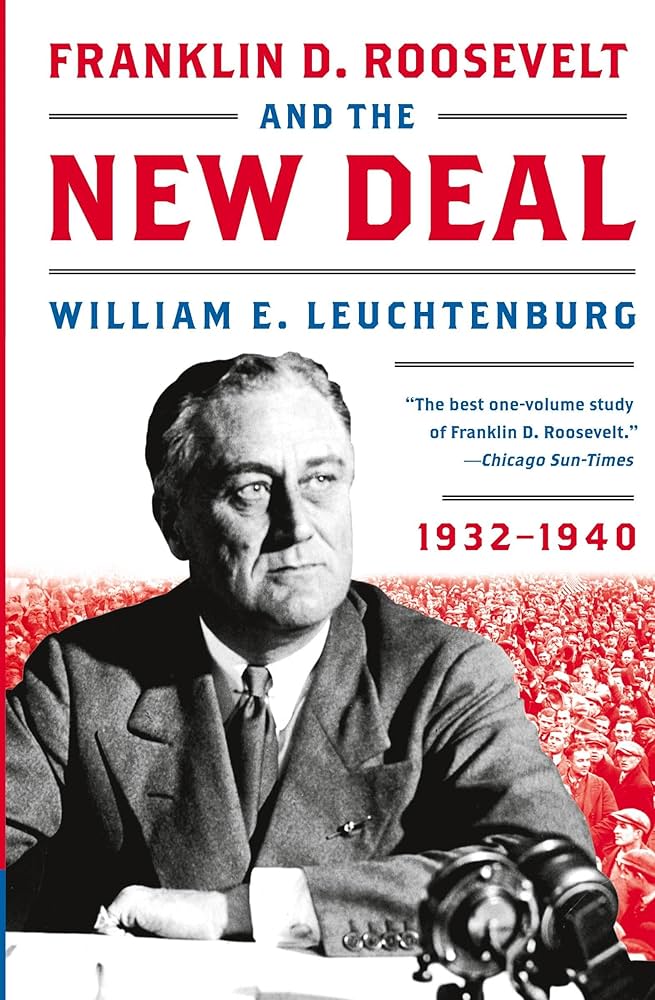 FRANKLIN D. ROOSEVELT
AND THE
NEW DEAL
WILLIAM E. LEUCHTENBURG
“The best one-volume study
of Franklin D. Roosevelt.”
—Chicago Sun-Times
1932–1940